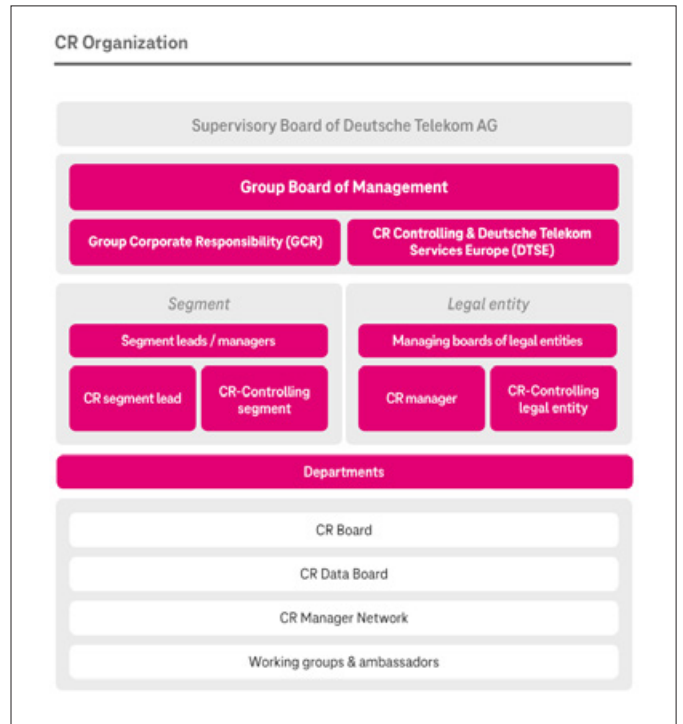 CR Organization
Supervisory Board of Deutsche Telekom AG
Group Board of Management
Group Corporate Responsibility (GCR)
CR Controlling & Deutsche Telekom
Services Europe (DTSE)
Segment
Segment leads / managers
CR segment lead
CR-Controlling
segment
Legal entity
Managing boards of legal entities
CR manager
CR-Controlling
legal entity
Departments
CR Board
CR Data Board
CR Manager Network
Working groups & ambassadors